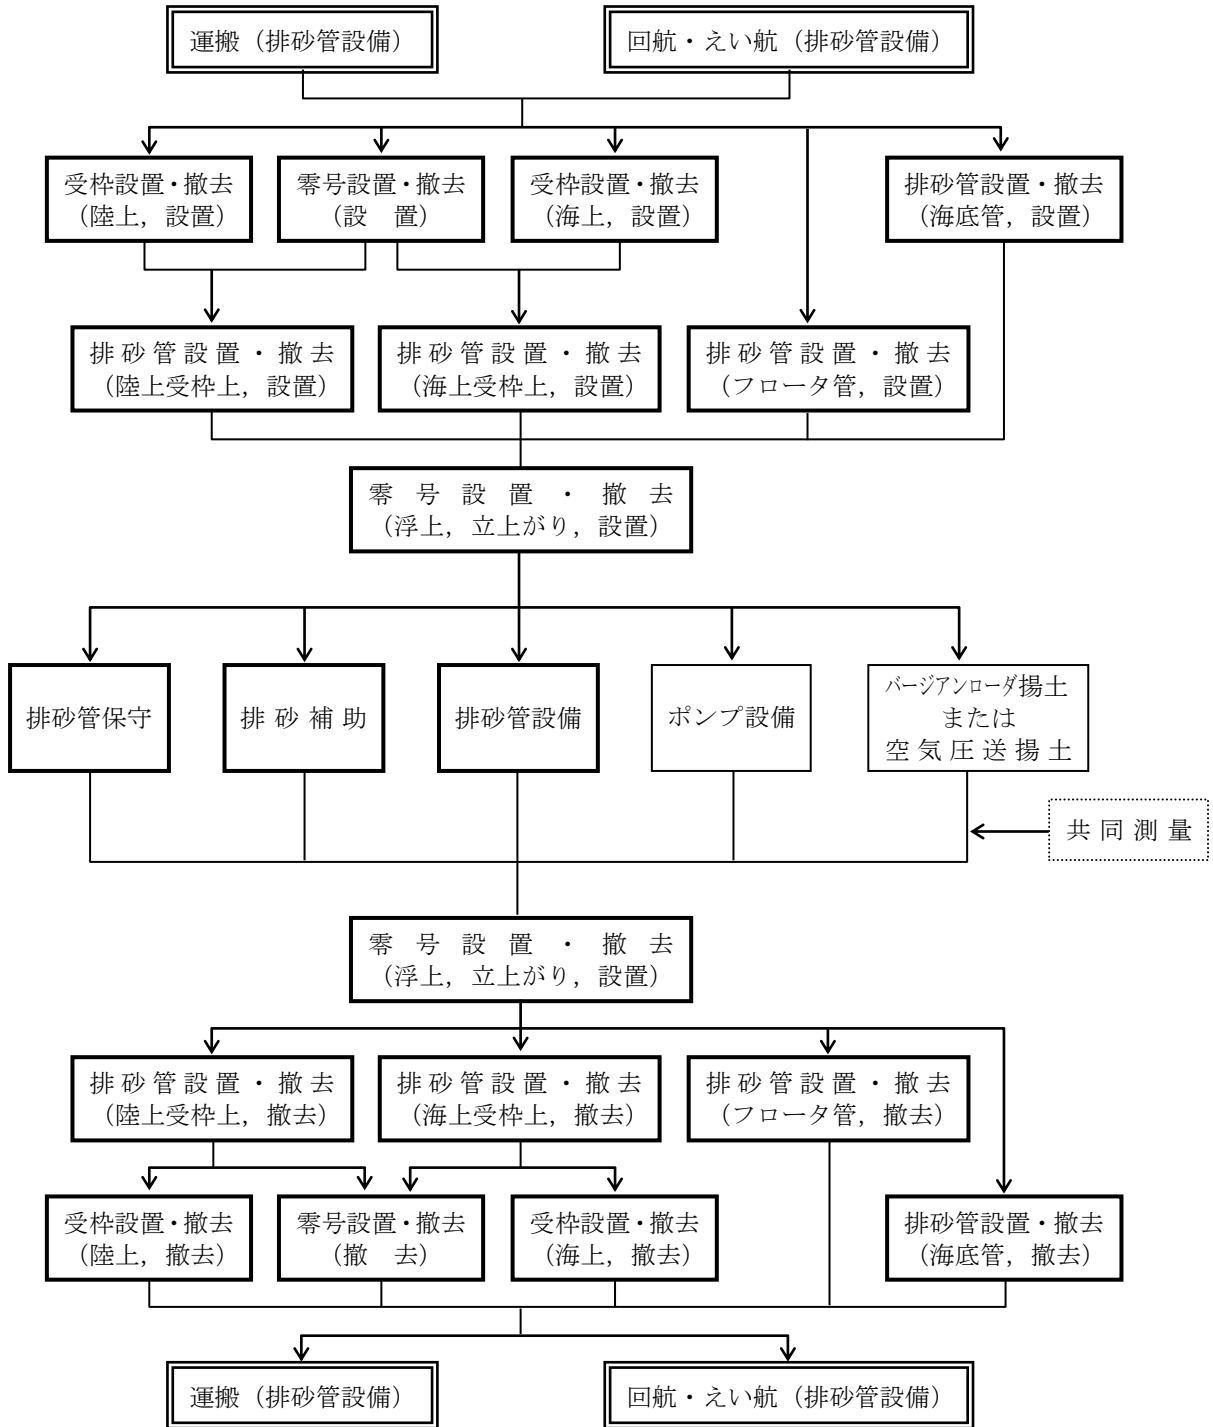 運搬（排砂管設備）
回航・えい航（排砂管設備）
受枠設置・撤去
（陸上，設置）
零号設置・撤去
（設　置）
受枠設置・撤去
（海上，設置）
排砂管設置・撤去
（海底管，設置）
排砂管設置・撤去
（陸上受枠上，設置）
排砂管設置・撤去
（海上受枠上，設置）
排砂管設置・撤去
（フロータ管，設置）
零号設置・撤去
（浮上，立上がり，設置）
排砂管保守
排砂補助
排砂管設備
ポンプ設備
バージアンローダ揚土
または
空気圧送揚土
共同測量
零号設置・撤去
（浮上，立上がり，設置）
排砂管設置・撤去
（陸上受枠上，撤去）
排砂管設置・撤去
（海上受枠上，撤去）
排砂管設置・撤去
（フロータ管，撤去）
受枠設置・撤去
（陸上，撤去）
零号設置・撤去
（撤　去）
受枠設置・撤去
（海上，撤去）
排砂管設置・撤去
（海底管，撤去）
運搬（排砂管設備）
回航・えい航（排砂管設備）